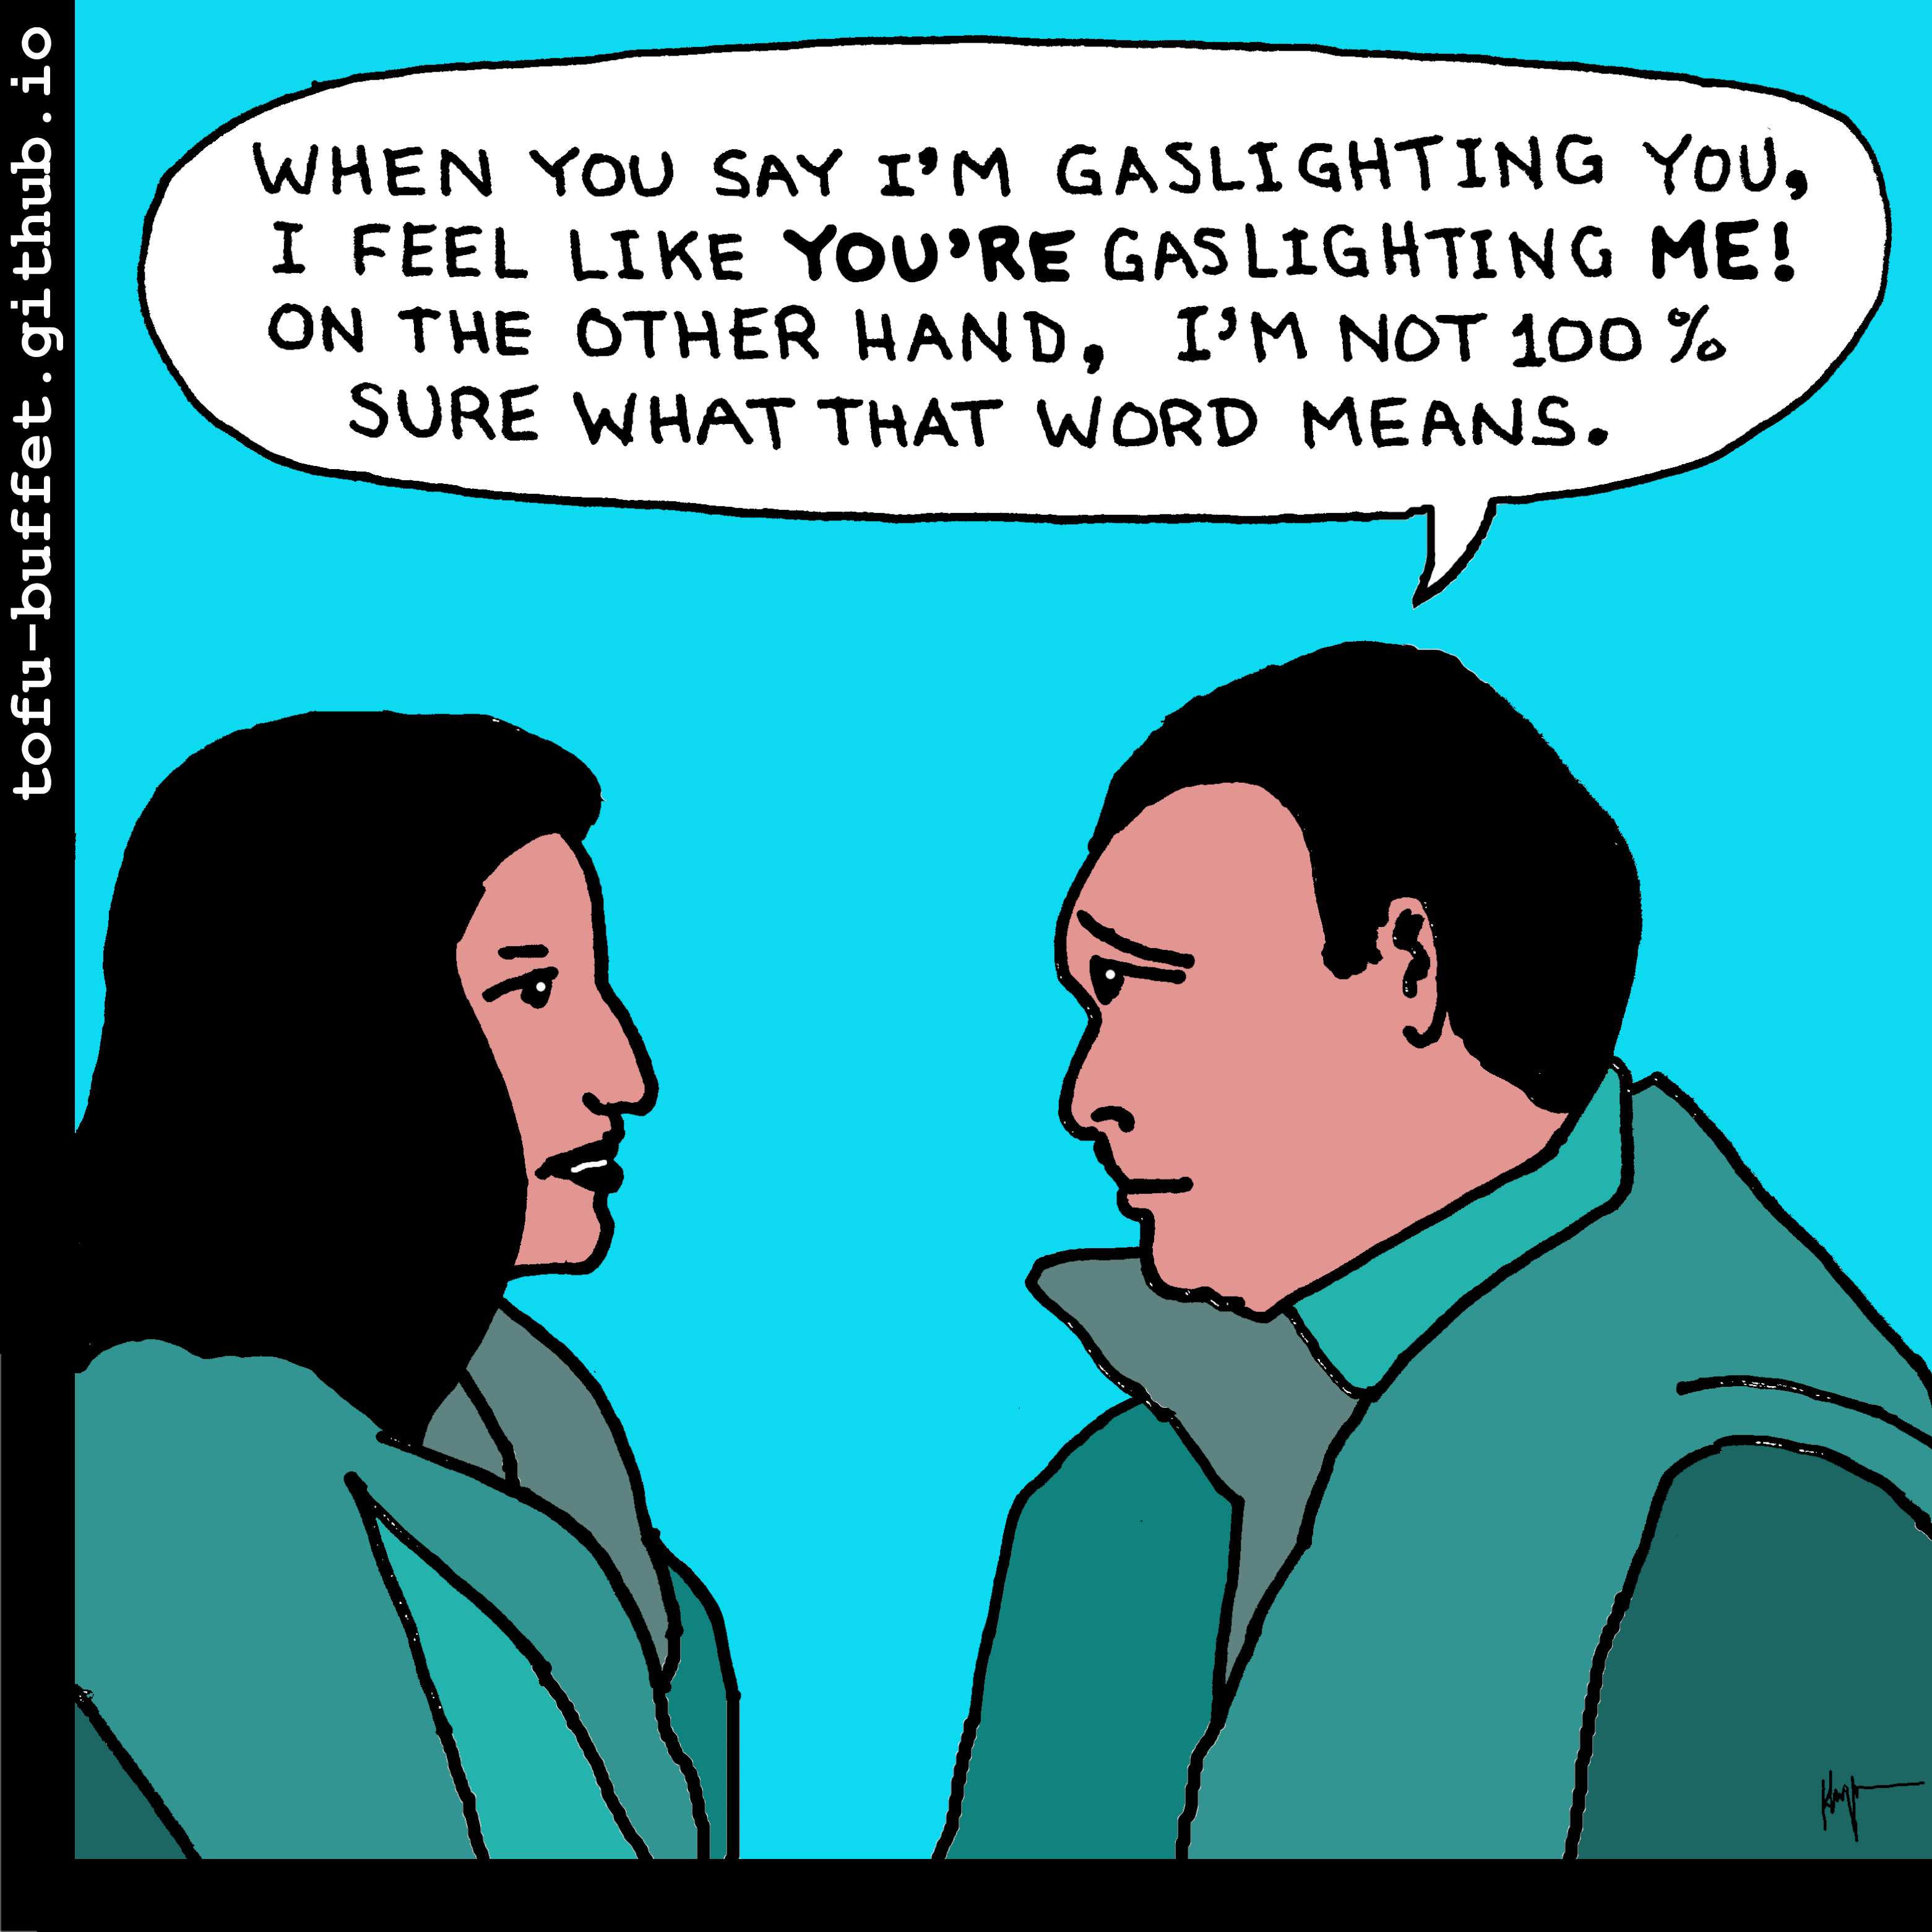 tofu-buffet.github.io
WHEN YOU SAY I'M GASLIGHTING YOU,
I FEEL LIKE YOU'RE GASLIGHTING ME!
ON THE OTHER HAND, I'M NOT 100%
SURE WHAT THAT WORD MEANS.